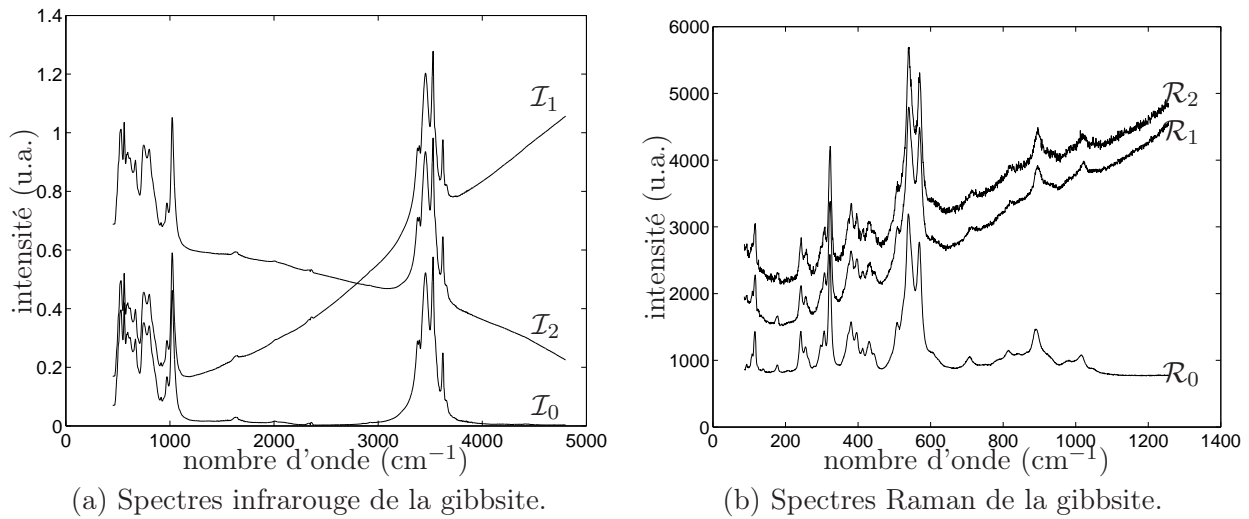 1.4
1.2
1
0.8
0.6
0.4
0.2
0
0 1000 2000 3000 4000 5000
intensité (u.a.)
nombre d'onde (cm⁻¹)
ℐ₁
ℐ₂
ℐ₀
(a) Spectres infrarouge de la gibbsite.
6000
5000
4000
3000
2000
1000
0
0 200 400 600 800 1000 1200 1400
intensité (u.a.)
nombre d'onde (cm⁻¹)
ℛ₂
ℛ₁
ℛ₀
(b) Spectres Raman de la gibbsite.